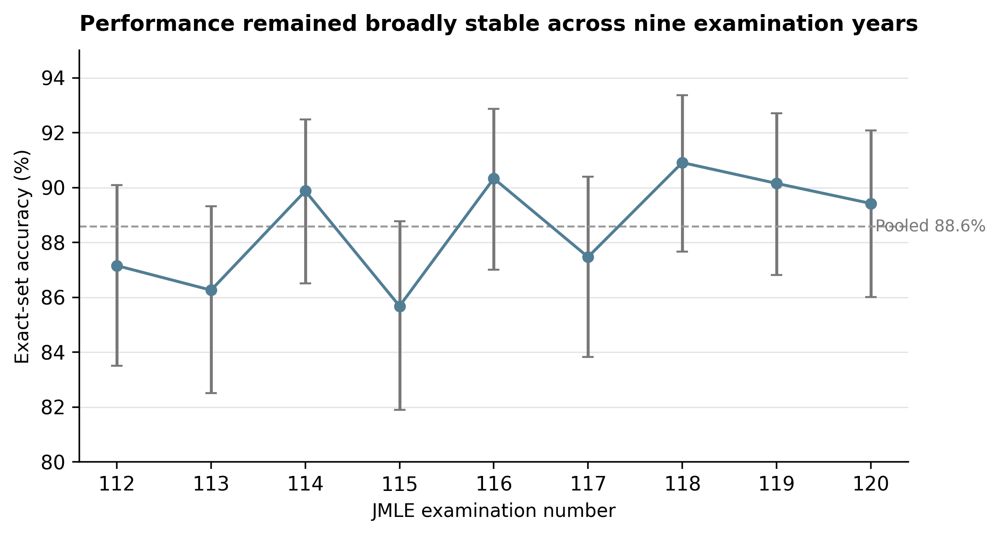 Performance remained broadly stable across nine examination years
Exact-set accuracy (%)
94
92
90
88
86
84
82
80
Pooled 88.6%
112 113 114 115 116 117 118 119 120
JMLE examination number